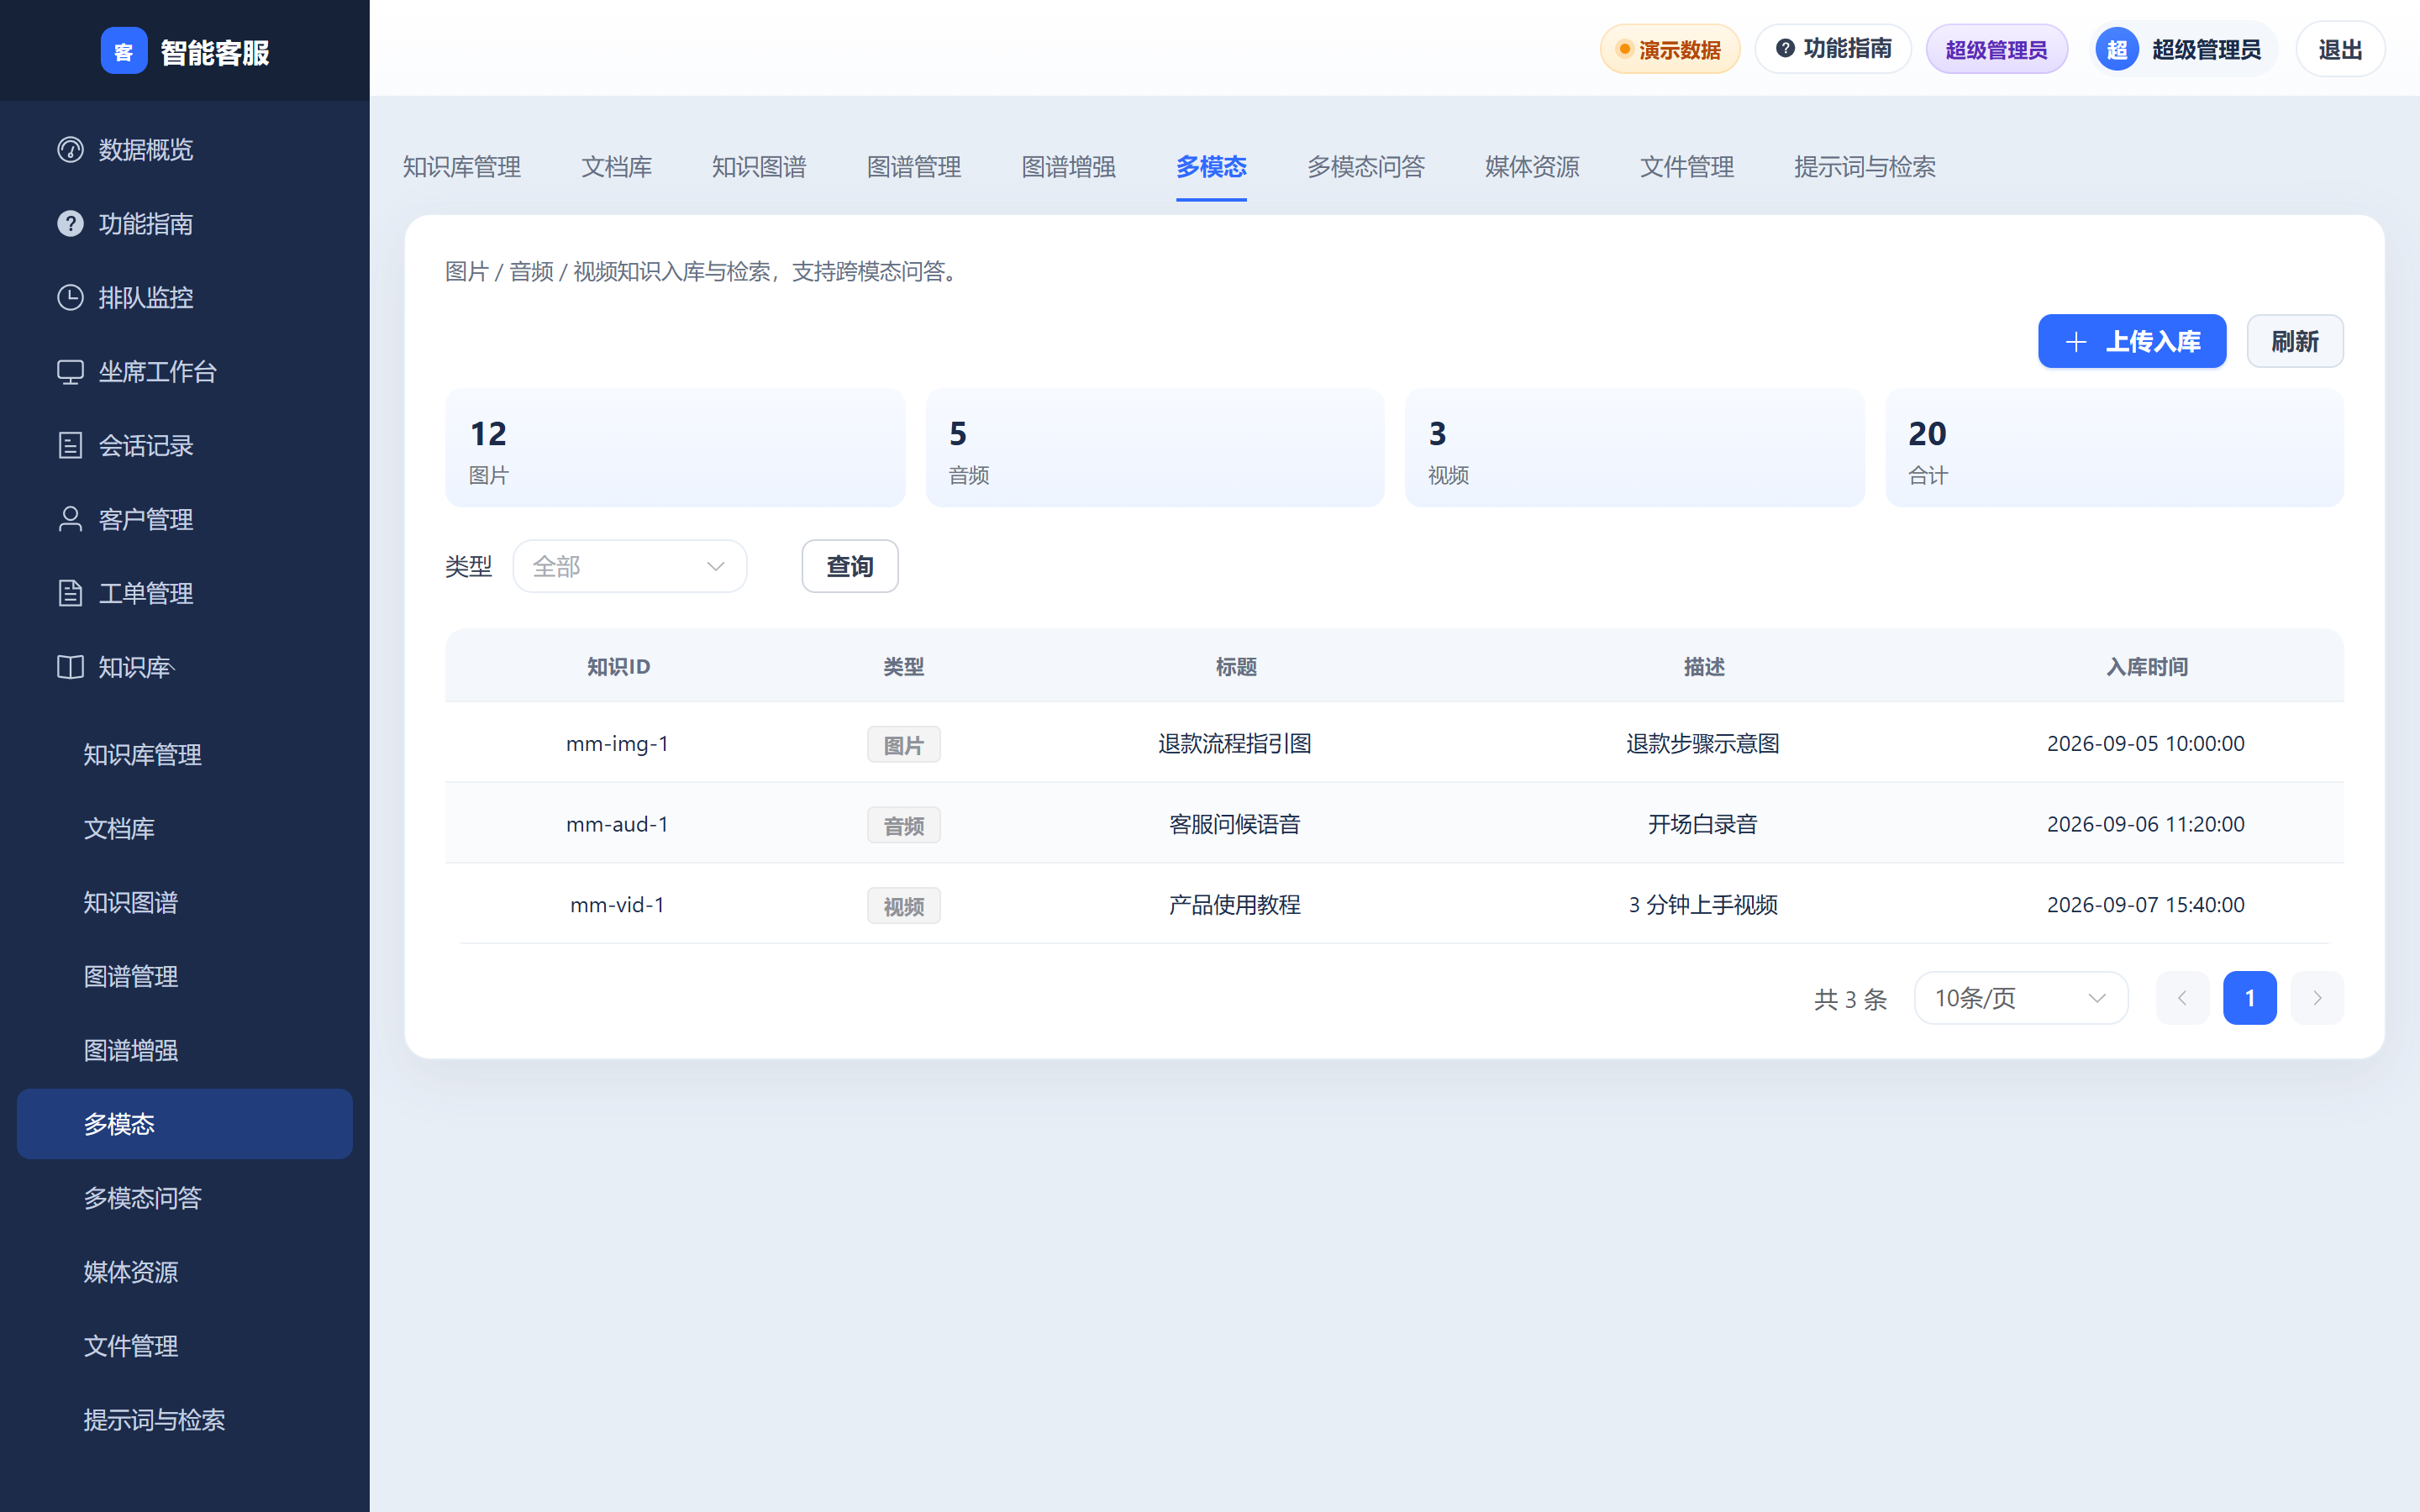 客 智能客服
演示数据 功能指南 超级管理员 超 超级管理员 退出
数据概览
功能指南
排队监控
坐席工作台
会话记录
客户管理
工单管理
知识库
知识库管理
文档库
知识图谱
图谱管理
图谱增强
多模态
多模态问答
媒体资源
文件管理
提示词与检索
知识库管理 文档库 知识图谱 图谱管理 图谱增强 多模态 多模态问答 媒体资源 文件管理 提示词与检索
图片 / 音频 / 视频知识入库与检索，支持跨模态问答。
上传入库 刷新
12 5 3 20
图片 音频 视频 合计
类型 全部 查询
知识ID 类型 标题 描述 入库时间
mm-img-1 图片 退款流程指引图 退款步骤示意图 2026-09-05 10:00:00
mm-aud-1 音频 客服问候语音 开场白录音 2026-09-06 11:20:00
mm-vid-1 视频 产品使用教程 3 分钟上手视频 2026-09-07 15:40:00
共 3 条 10条/页 1